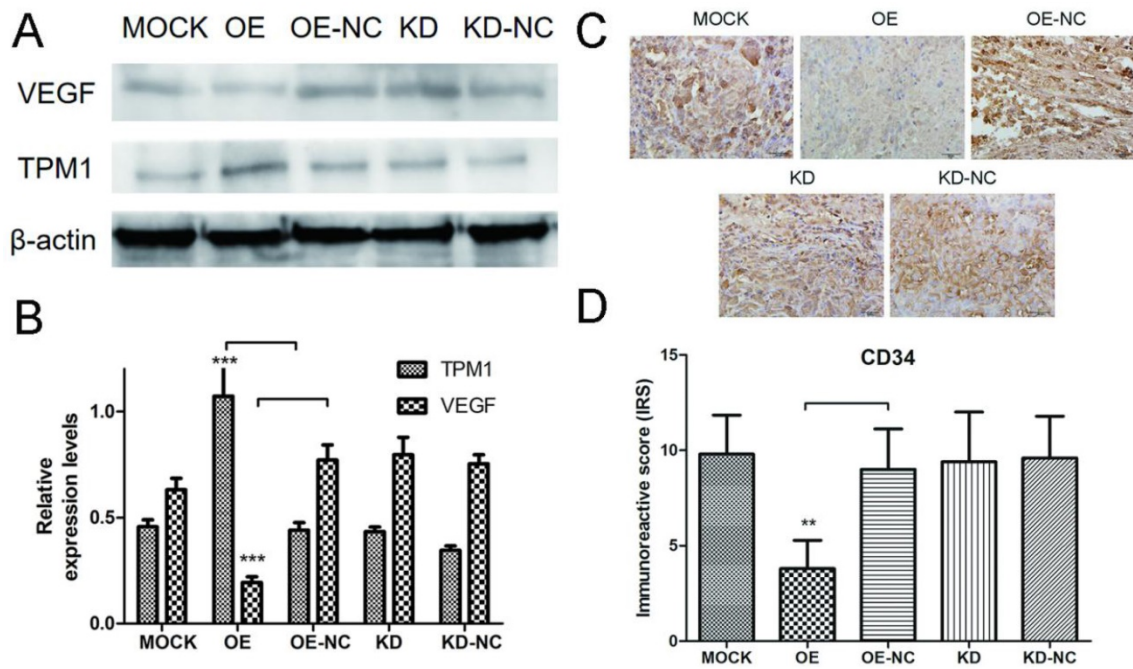 A
MOCK OE OE-NC KD KD-NC
VEGF
TPM1
β-actin
B
Relative
expression levels
1.0
0.5
0.0
***
***
TPM1
VEGF
MOCK OE OE-NC KD KD-NC
C
MOCK OE OE-NC
KD KD-NC
D
CD34
Immunoreactive score (IRS)
15
10
5
0
**
MOCK OE OE-NC KD KD-NC